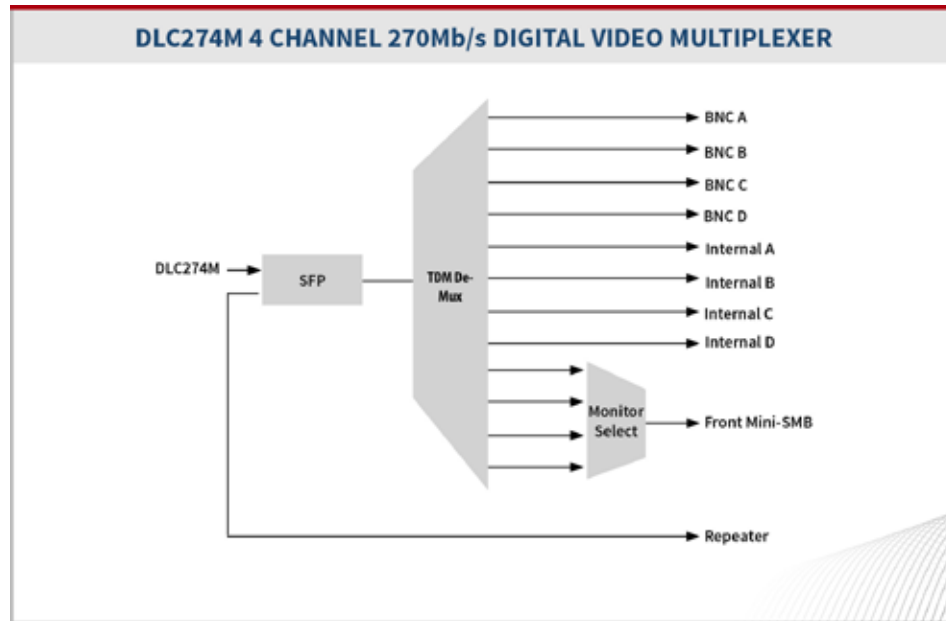 DLC274M 4 CHANNEL 270Mb/s DIGITAL VIDEO MULTIPLEXER
BNC A
BNC B
BNC C
BNC D
Internal A
DLC274M
SFP
TDM De-
Mux
Internal B
Internal C
Internal D
Monitor
Select
Front Mini-SMB
Repeater